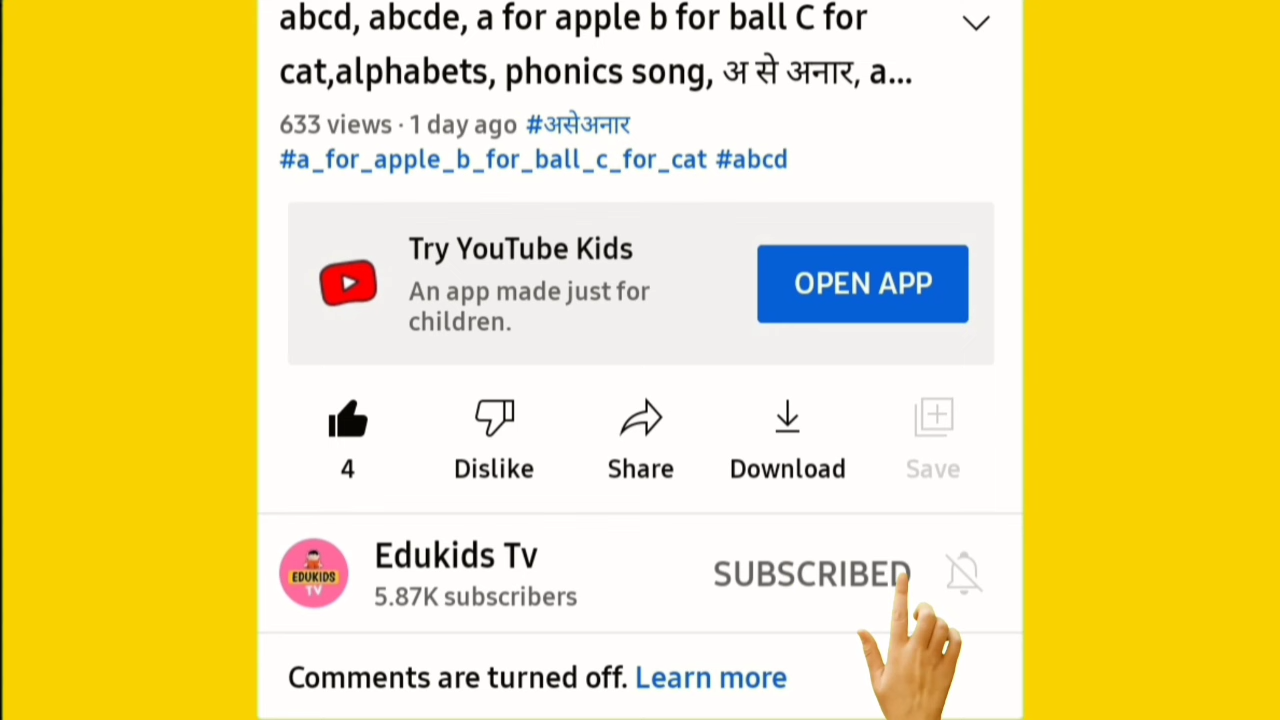 abcd, abcde, a for apple b for ball C for
cat,alphabets, phonics song, अ से अनार, a...
633 views · 1 day ago #असेअनार
#a_for_apple_b_for_ball_c_for_cat #abcd
Try YouTube Kids
An app made just for
children.
OPEN APP
4
Dislike
Share
Download
Save
EDUKIDS
TV
Edukids Tv
5.87K subscribers
SUBSCRIBED
Comments are turned off. Learn more